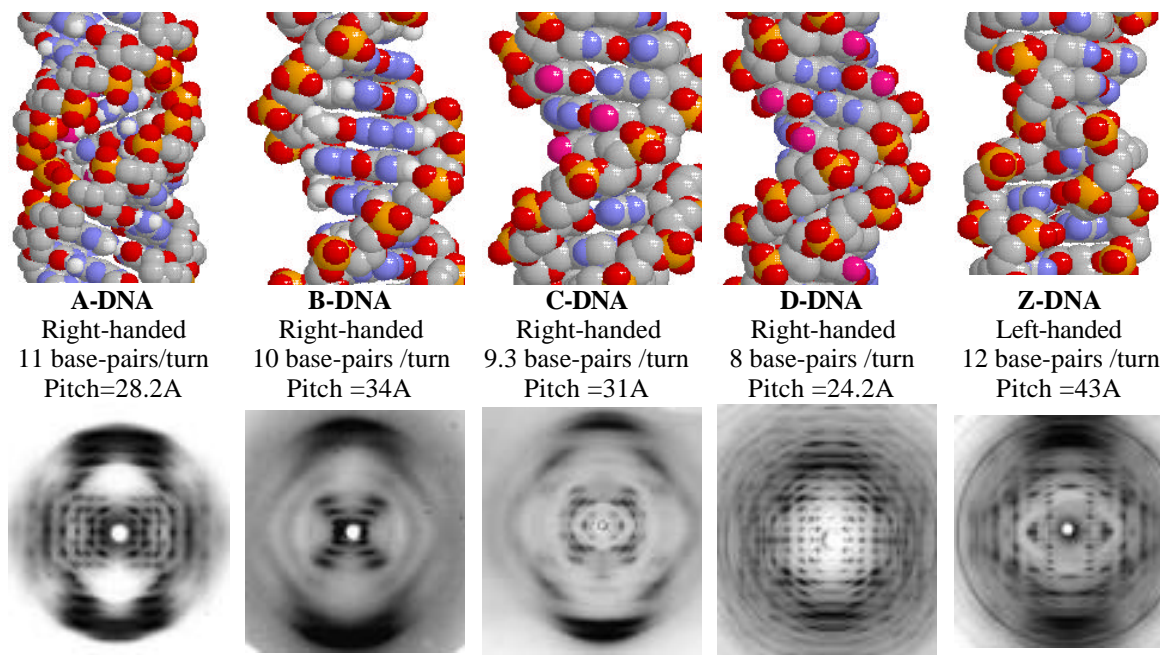 A-DNA
Right-handed
11 base-pairs/turn
Pitch=28.2A
B-DNA
Right-handed
10 base-pairs /turn
Pitch =34A
C-DNA
Right-handed
9.3 base-pairs /turn
Pitch =31A
D-DNA
Right-handed
8 base-pairs /turn
Pitch =24.2A
Z-DNA
Left-handed
12 base-pairs /turn
Pitch =43A